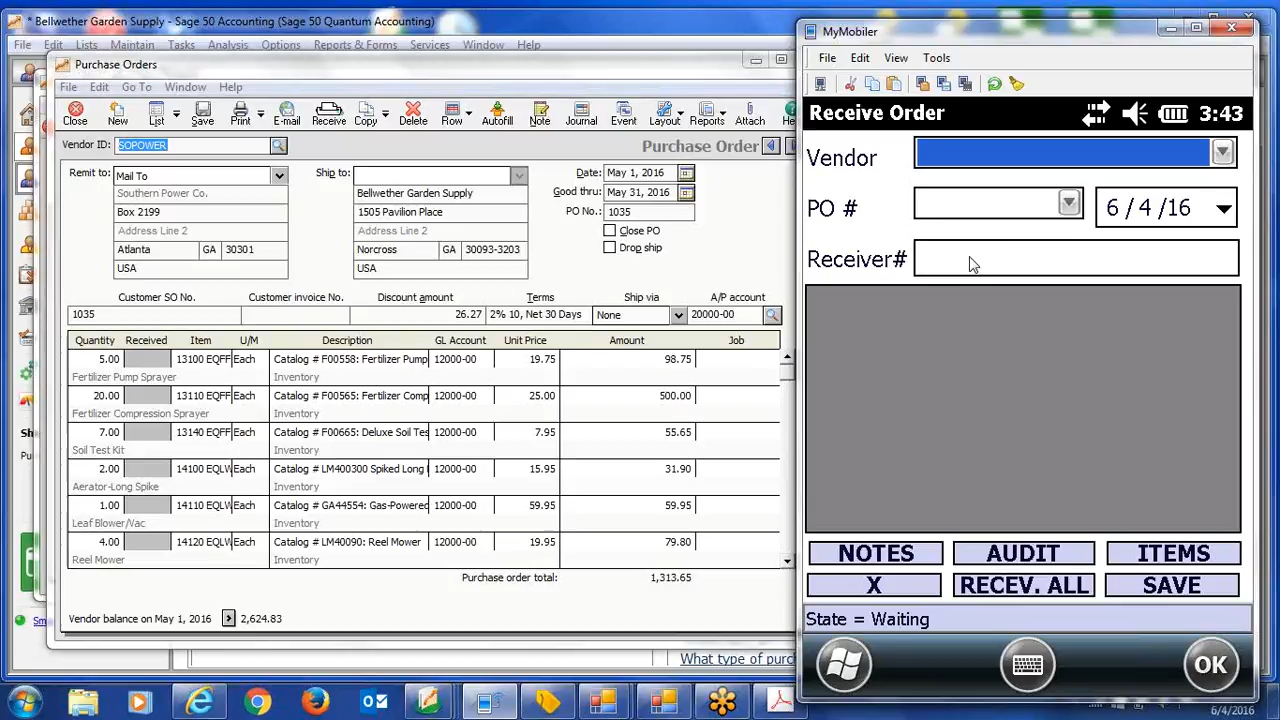 * Bellwether Garden Supply - Sage 50 Accounting (Sage 50 Quantum Accounting)
File Edit Lists Maintain Tasks Analysis Options Reports & Forms Services Window Help
Purchase Orders
File Edit Go To Window Help
Close New List Save Print E-mail Receive Copy Delete Row Autofill Note Journal Event Layout Reports Attach
Vendor ID: SOPOWER Purchase Order
Remit to: Mail To Ship to: Date: May 1, 2016
Southern Power Co. Bellwether Garden Supply Good thru: May 31, 2016
Box 2199 1505 Pavilion Place PO No.: 1035
Address Line 2 Address Line 2 Close PO
Atlanta GA 30301 Norcross GA 30093-3203 Drop ship
USA USA
Customer SO No. Customer invoice No. Discount amount Terms Ship via A/P account
1035 26.27 2% 10, Net 30 Days None 20000-00
Quantity Received Item U/M Description GL Account Unit Price Amount Job
5.00 13100 EQFF Each Catalog # F00558: Fertilizer Pump 12000-00 19.75 98.75
Fertilizer Pump Sprayer Inventory
20.00 13110 EQFF Each Catalog # F00565: Fertilizer Comp 12000-00 25.00 500.00
Fertilizer Compression Sprayer Inventory
7.00 13140 EQFF Each Catalog # F00665: Deluxe Soil Tes 12000-00 7.95 55.65
Soil Test Kit Inventory
2.00 14100 EQLW Each Catalog # LM400300 Spiked Long 12000-00 15.95 31.90
Aerator-Long Spike Inventory
1.00 14110 EQLW Each Catalog # GA44554: Gas-Powered 12000-00 59.95 59.95
Leaf Blower/Vac Inventory
4.00 14120 EQLW Each Catalog # LM40090: Reel Mower 12000-00 19.95 79.80
Reel Mower Inventory
Purchase order total: 1,313.65
Vendor balance on May 1, 2016 2,624.83
What type of purc
MyMobiler
File Edit View Tools
Receive Order 3:43
Vendor
PO # 6 / 4 /16
Receiver#
NOTES AUDIT ITEMS
X RECEV. ALL SAVE
State = Waiting
OK
6/4/2016